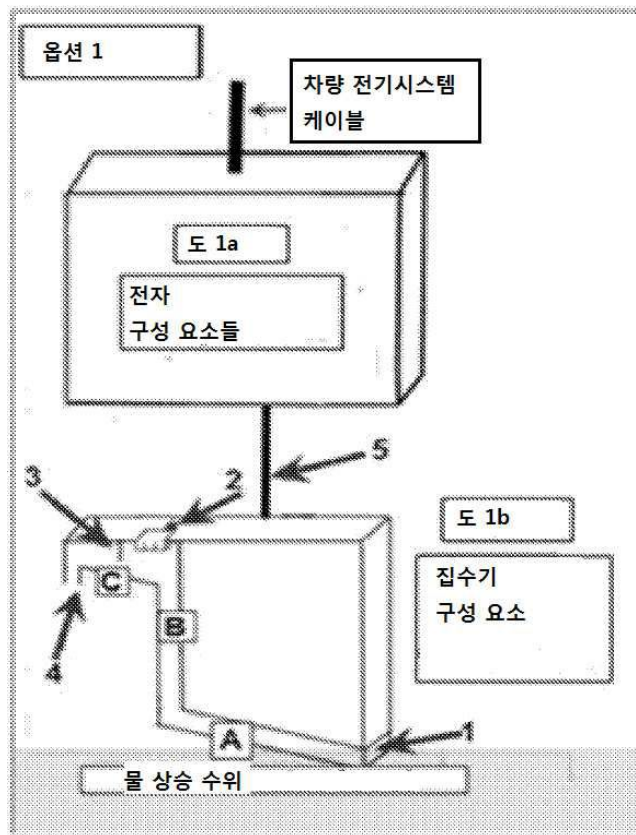 옵션 1
차량 전기시스템
케이블
도 1a
전자
구성 요소들
5
3
2
도 1b
집수기
구성 요소
C
B
4
A
1
물 상승 수위